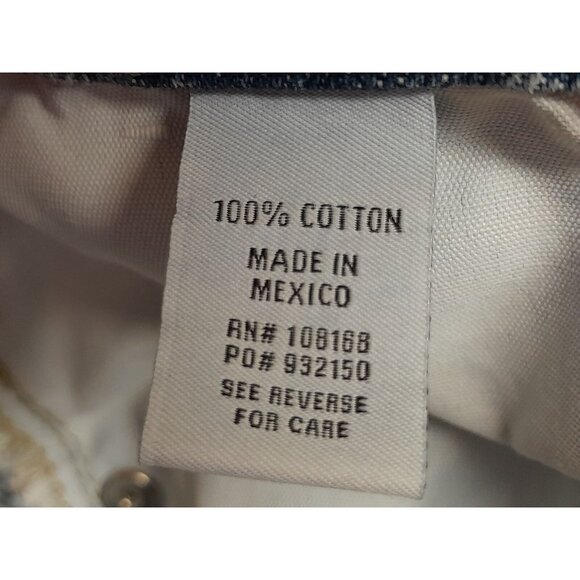 100% COTTON
MADE IN
MEXICO
RN# 108168
PO# 932150
SEE REVERSE
FOR CARE